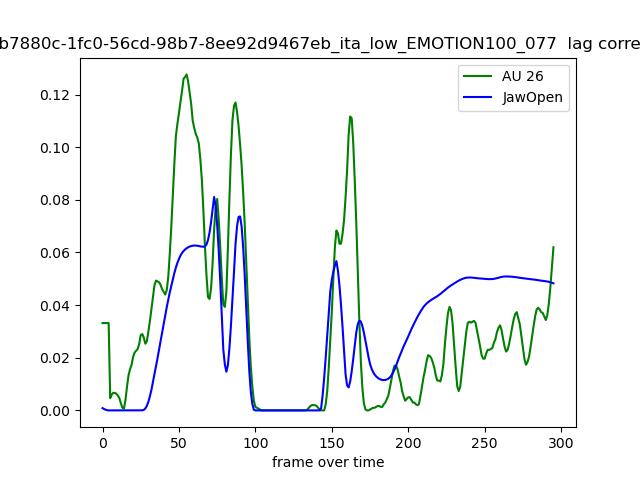 b7880c-1fc0-56cd-98b7-8ee92d9467eb_ita_low_EMOTION100_077 lag corre
AU 26
JawOpen
0.12
0.10
0.08
0.06
0.04
0.02
0.00
0 50 100 150 200 250 300
frame over time